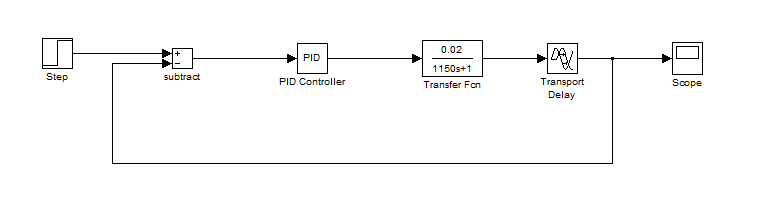 +
−
PID
0.02
1150s+1
Step
subtract
PID Controller
Transfer Fcn
Transport
Delay
Scope